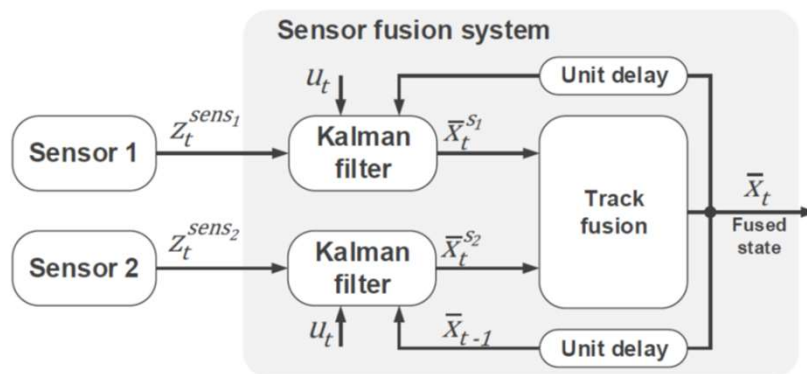 Sensor fusion system
Unit delay
u_t
z_t^{sens_1}
x̅_t^{s_1}
Sensor 1
Kalman
filter
Track
fusion
x̅_t
Fused
state
z_t^{sens_2}
x̅_t^{s_2}
Sensor 2
Kalman
filter
u_t
x̅_{t-1}
Unit delay